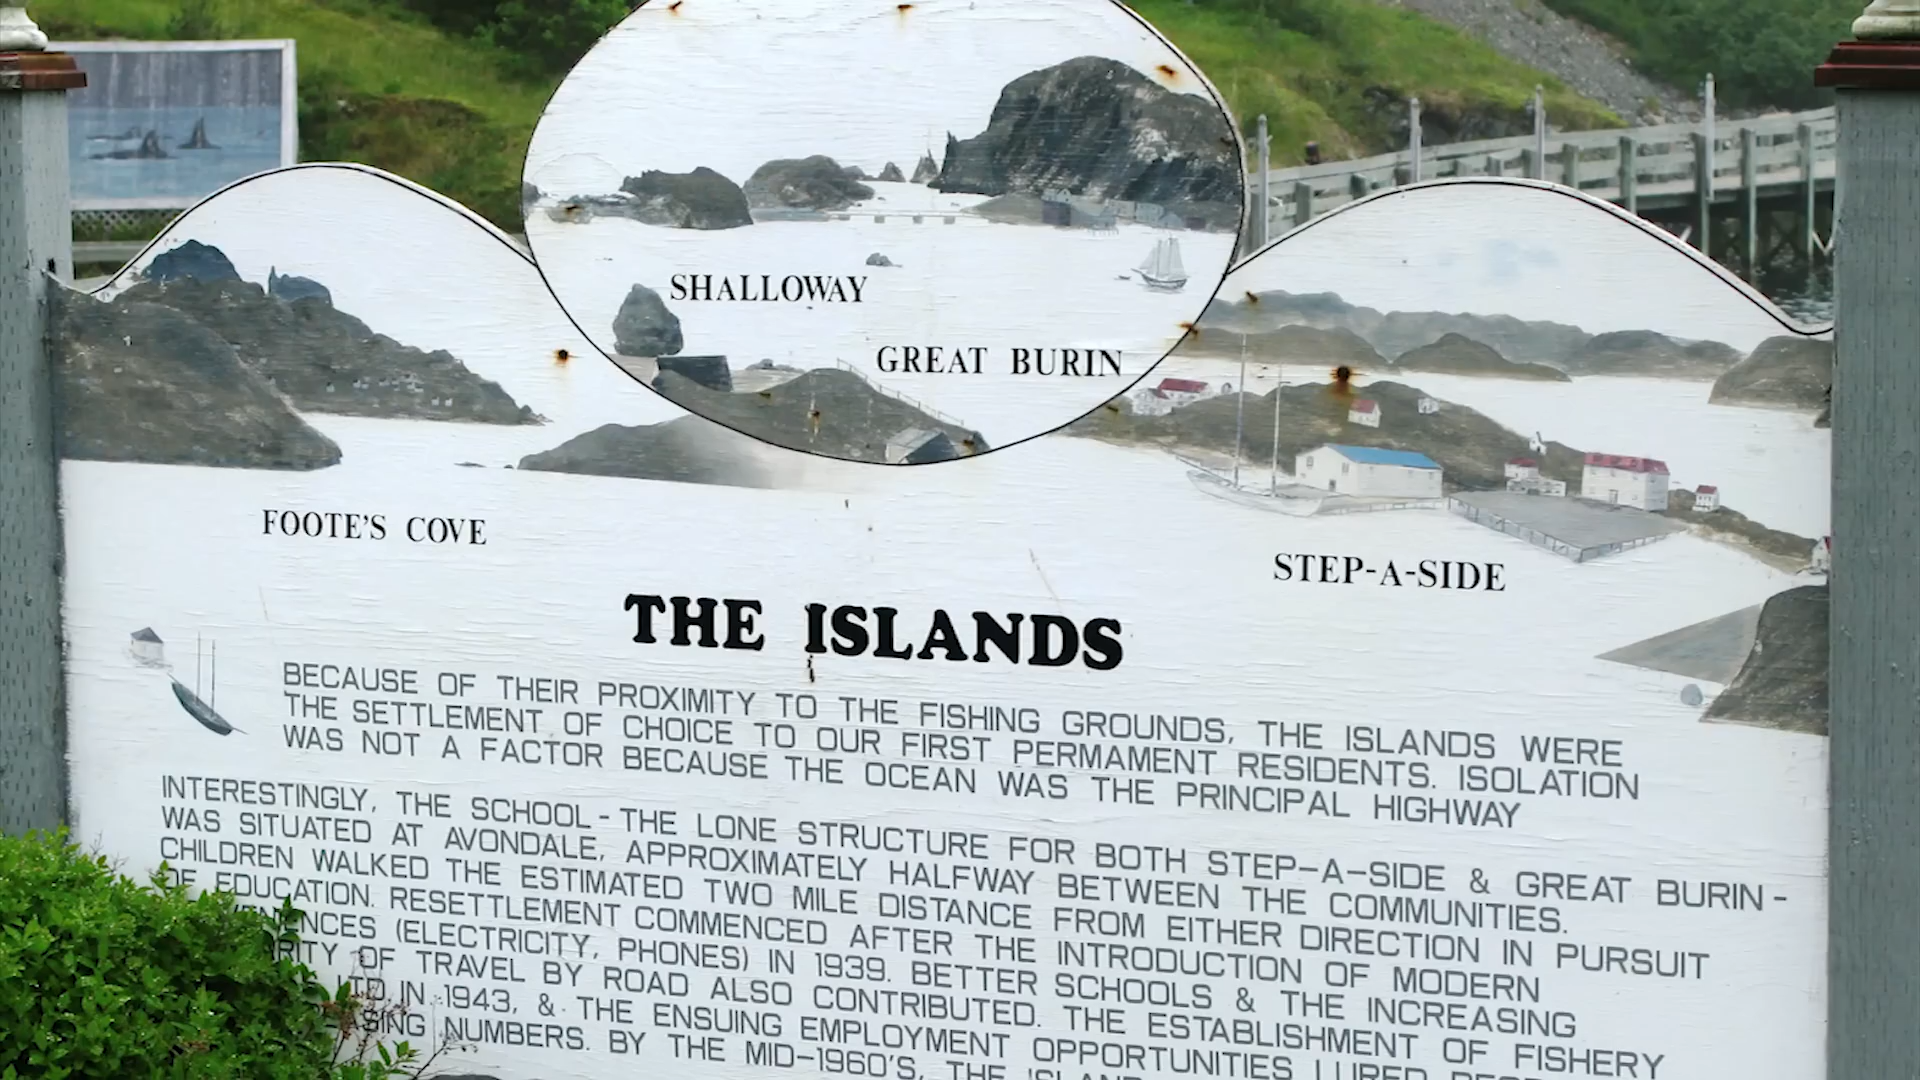 SHALLOWAY
GREAT BURIN
FOOTE'S COVE
STEP-A-SIDE
THE ISLANDS
BECAUSE OF THEIR PROXIMITY TO THE FISHING GROUNDS, THE ISLANDS WERE
THE SETTLEMENT OF CHOICE TO OUR FIRST PERMAMENT RESIDENTS. ISOLATION
WAS NOT A FACTOR BECAUSE THE OCEAN WAS THE PRINCIPAL HIGHWAY
INTERESTINGLY, THE SCHOOL - THE LONE STRUCTURE FOR BOTH STEP-A-SIDE & GREAT BURIN -
WAS SITUATED AT AVONDALE, APPROXIMATELY HALFWAY BETWEEN THE COMMUNITIES.
CHILDREN WALKED THE ESTIMATED TWO MILE DISTANCE FROM EITHER DIRECTION IN PURSUIT
OF EDUCATION. RESETTLEMENT COMMENCED AFTER THE INTRODUCTION OF MODERN
(ELECTRICITY, PHONES) IN 1939. BETTER SCHOOLS & THE INCREASING
OF TRAVEL BY ROAD ALSO CONTRIBUTED. THE ESTABLISHMENT OF FISHERY
LTD IN 1943, & THE ENSUING EMPLOYMENT OPPORTUNITIES LURED
NUMBERS. BY THE MID-1960'S, THE